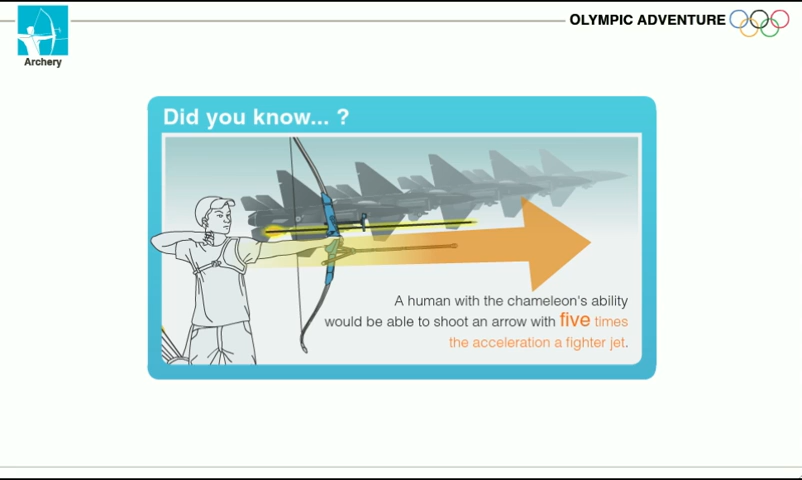 OLYMPIC ADVENTURE
Archery
Did you know... ?
A human with the chameleon's ability
would be able to shoot an arrow with five times
the acceleration a fighter jet.